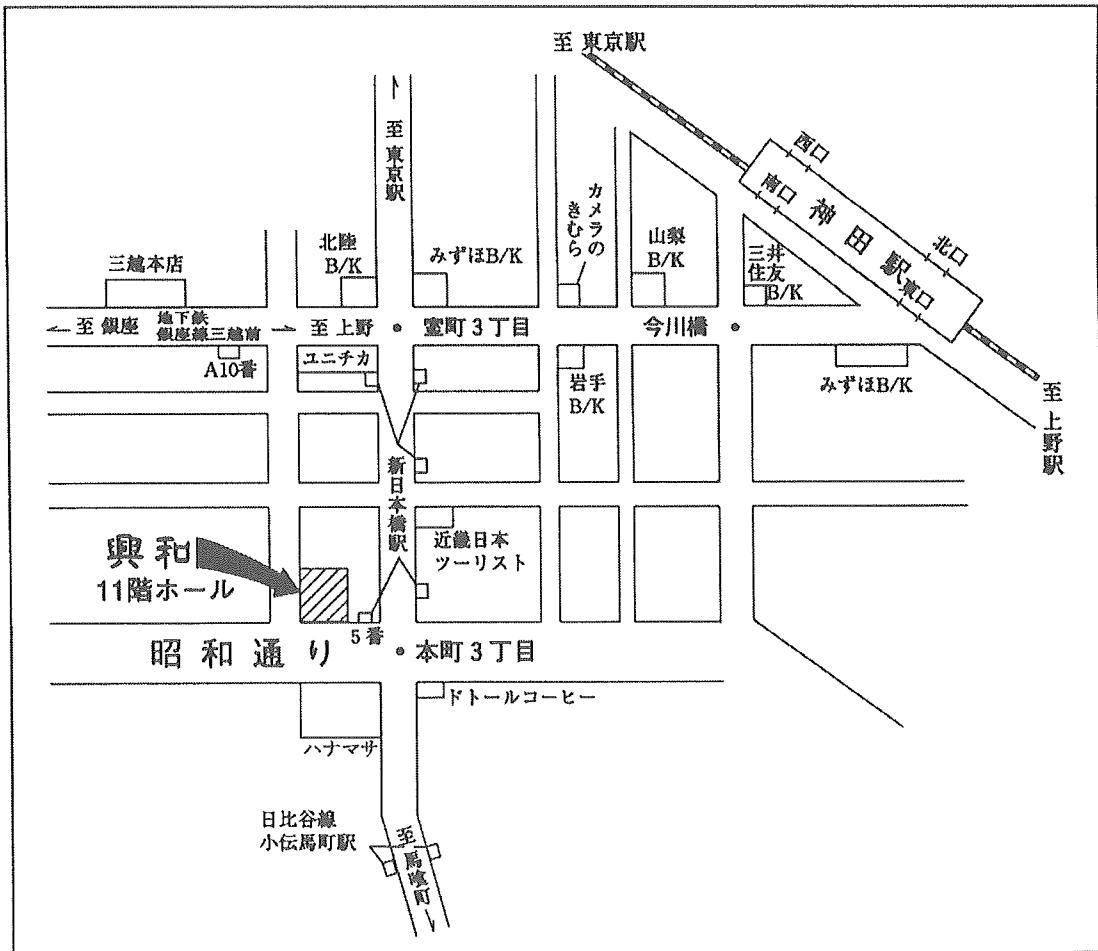 至 東京駅
至 東京駅
西口
南口
神田駅
北口
東口
カメラの
きむら
北陸
B/K
みずほB/K
山梨
B/K
三井
住友
B/K
三越本店
至 銀座
地下鉄
銀座線三越前
至 上野
室町3丁目
今川橋
A10番
ユニチカ
岩手
B/K
みずほB/K
至 上野駅
新日本橋駅
近畿日本
ツーリスト
興和
11階ホール
5番
昭和通り
本町3丁目
ドトールコーヒー
ハナマサ
日比谷線
小伝馬町駅
至 馬喰町